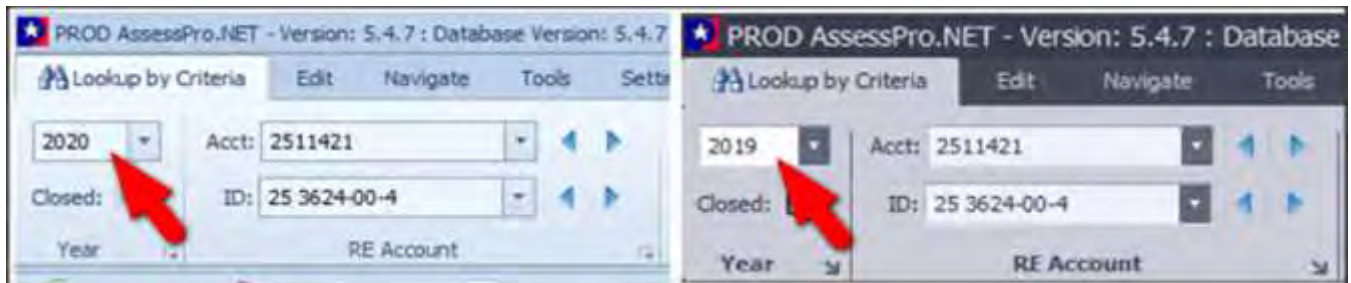 PROD AssessPro.NET - Version: 5.4.7 : Database Version: 5.4.7
Lookup by Criteria Edit Navigate Tools Setti
2020 Acct: 2511421
Closed: ID: 25 3624-00-4
Year RE Account
PROD AssessPro.NET - Version: 5.4.7 : Database
Lookup by Criteria Edit Navigate Tools
2019 Acct: 2511421
Closed: ID: 25 3624-00-4
Year RE Account